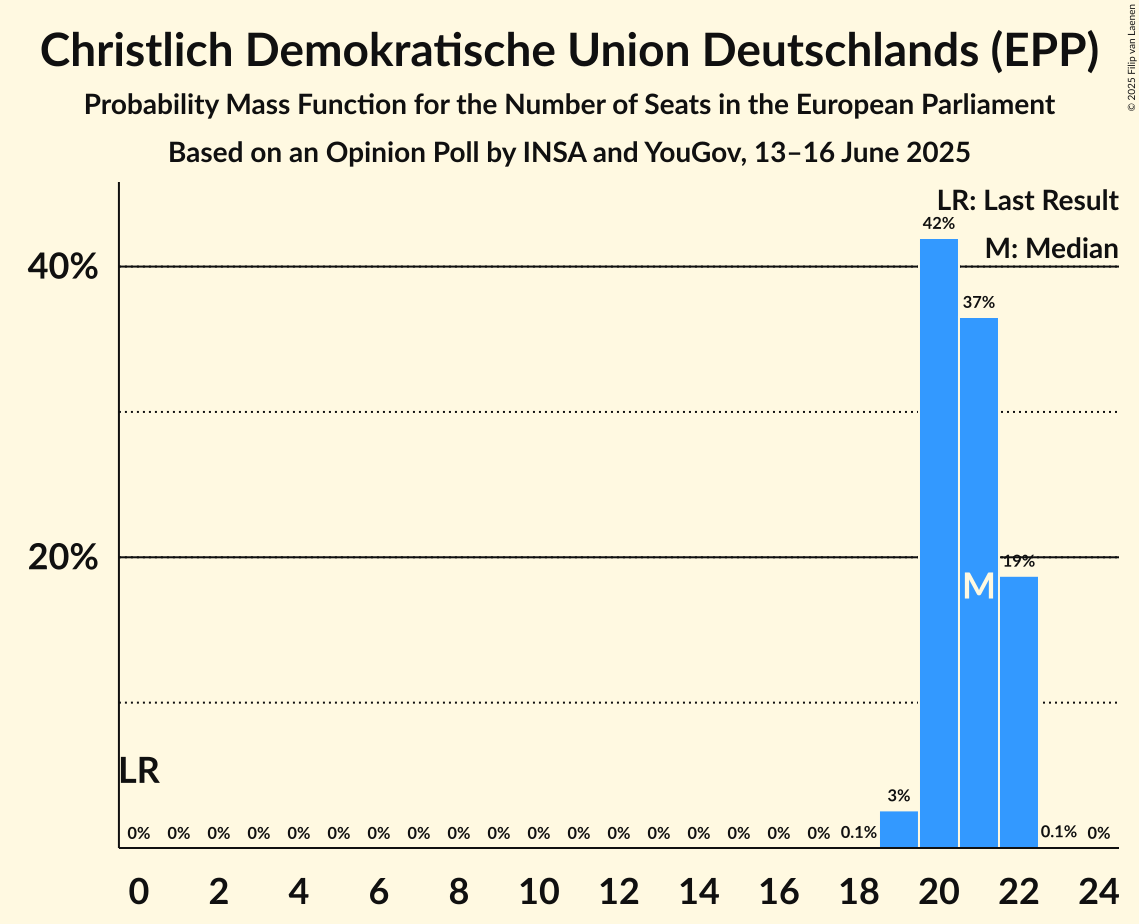 Christlich Demokratische Union Deutschlands (EPP)
Probability Mass Function for the Number of Seats in the European Parliament
Based on an Opinion Poll by INSA and YouGov, 13–16 June 2025
© 2025 Filip van Laenen
LR: Last Result
M: Median
42%
40%
37%
20%
19%
M
LR
3%
0% 0% 0% 0% 0% 0% 0% 0% 0% 0% 0% 0% 0% 0% 0% 0% 0% 0% 0.1% 0.1% 0%
0 2 4 6 8 10 12 14 16 18 20 22 24